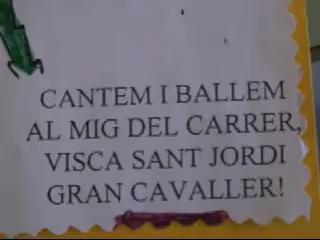 CANTEM I BALLEM
AL MIG DEL CARRER,
VISCA SANT JORDI
GRAN CAVALLER!